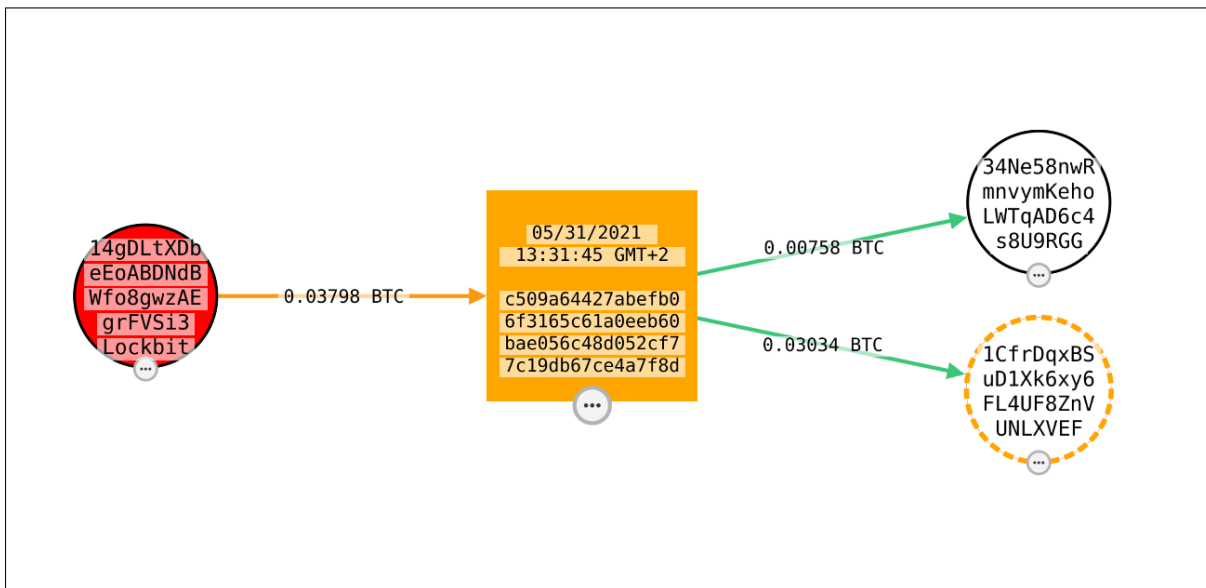 14gDLtXDb
eEoABDNdB
Wfo8gwzAE
grFVSi3
Lockbit
0.03798 BTC
05/31/2021
13:31:45 GMT+2
c509a64427abefb0
6f3165c61a0eeb60
bae056c48d052cf7
7c19db67ce4a7f8d
0.00758 BTC
34Ne58nwR
mnvymKeho
LWTqAD6c4
s8U9RGG
0.03034 BTC
1CfrDqxBS
uD1Xk6xy6
FL4UF8ZnV
UNLXVEF